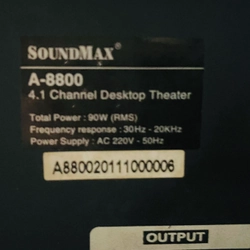 SOUNDMAX®
A-8800
4.1 Channel Desktop Theater
Total Power : 90W (RMS)
Frequency response : 30Hz - 20KHz
Power Supply : AC 220V - 50Hz
A880020111000006
OUTPUT